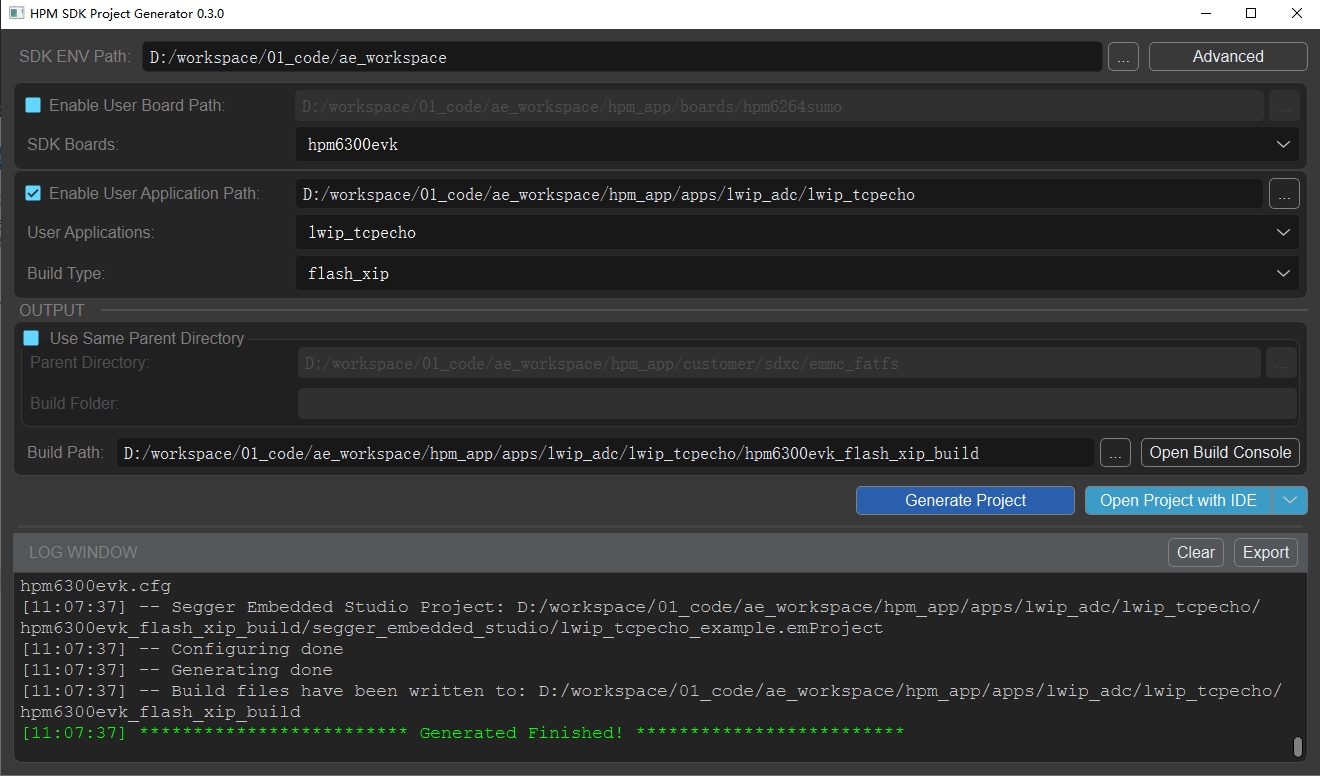 HPM SDK Project Generator 0.3.0
SDK ENV Path: D:/workspace/01_code/ae_workspace ... Advanced
Enable User Board Path: D:/workspace/01_code/ae_workspace/hpm_app/boards/hpm6264sumo ...
SDK Boards: hpm6300evk
Enable User Application Path: D:/workspace/01_code/ae_workspace/hpm_app/apps/lwip_adc/lwip_tcpecho ...
User Applications: lwip_tcpecho
Build Type: flash_xip
OUTPUT
Use Same Parent Directory
Parent Directory: D:/workspace/01_code/ae_workspace/hpm_app/customer/sdxc/emmc_fatfs ...
Build Folder:
Build Path: D:/workspace/01_code/ae_workspace/hpm_app/apps/lwip_adc/lwip_tcpecho/hpm6300evk_flash_xip_build ... Open Build Console
Generate Project Open Project with IDE
LOG WINDOW Clear Export
hpm6300evk.cfg
[11:07:37] -- Segger Embedded Studio Project: D:/workspace/01_code/ae_workspace/hpm_app/apps/lwip_adc/lwip_tcpecho/
hpm6300evk_flash_xip_build/segger_embedded_studio/lwip_tcpecho_example.emProject
[11:07:37] -- Configuring done
[11:07:37] -- Generating done
[11:07:37] -- Build files have been written to: D:/workspace/01_code/ae_workspace/hpm_app/apps/lwip_adc/lwip_tcpecho/
hpm6300evk_flash_xip_build
[11:07:37] ************************* Generated Finished! *************************